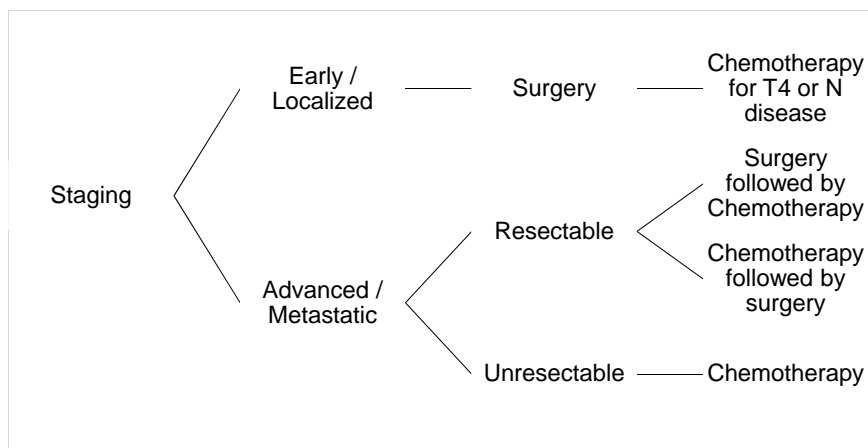 Staging
Early /
Localized
Surgery
Chemotherapy
for T4 or N
disease
Advanced /
Metastatic
Resectable
Surgery
followed by
Chemotherapy
Chemotherapy
followed by
surgery
Unresectable
Chemotherapy